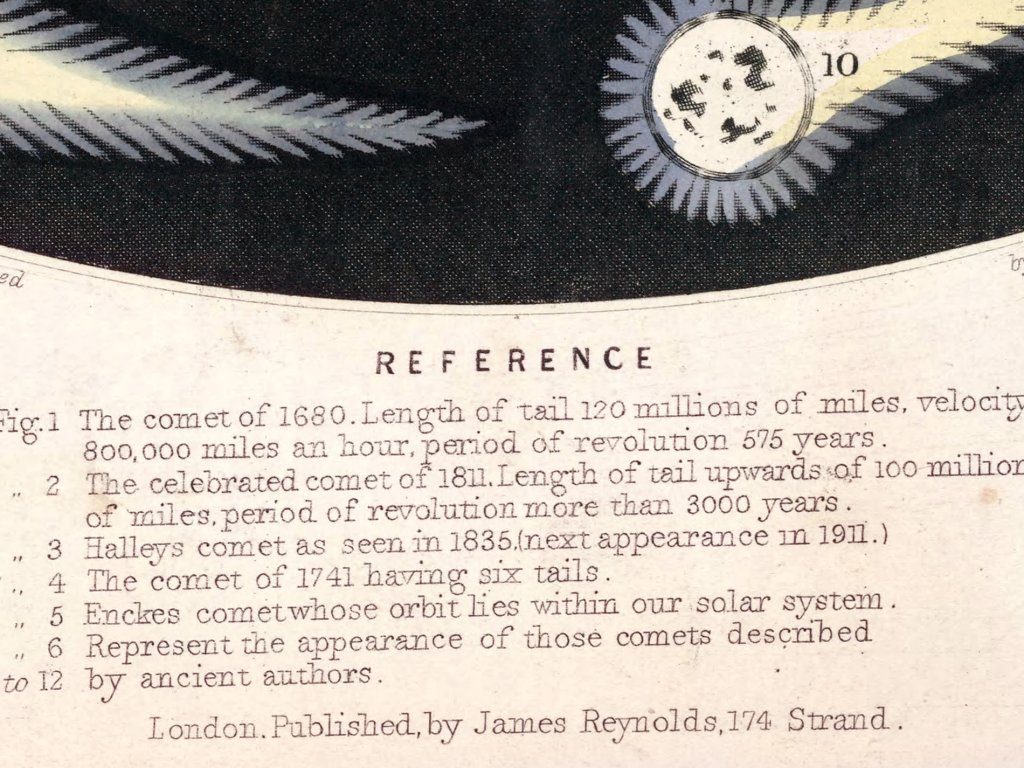 10
ed
by
REFERENCE
Fig.1 The comet of 1680. Length of tail 120 millions of miles, velocity
800,000 miles an hour, period of revolution 575 years.
„ 2 The celebrated comet of 1811. Length of tail upwards of 100 million
of miles, period of revolution more than 3000 years.
„ 3 Halleys comet as seen in 1835, (next appearance in 1911.)
„ 4 The comet of 1741 having six tails.
„ 5 Enckes comet whose orbit lies within our solar system.
„ 6 Represent the appearance of those comets described
to 12 by ancient authors.
London. Published, by James Reynolds, 174 Strand.